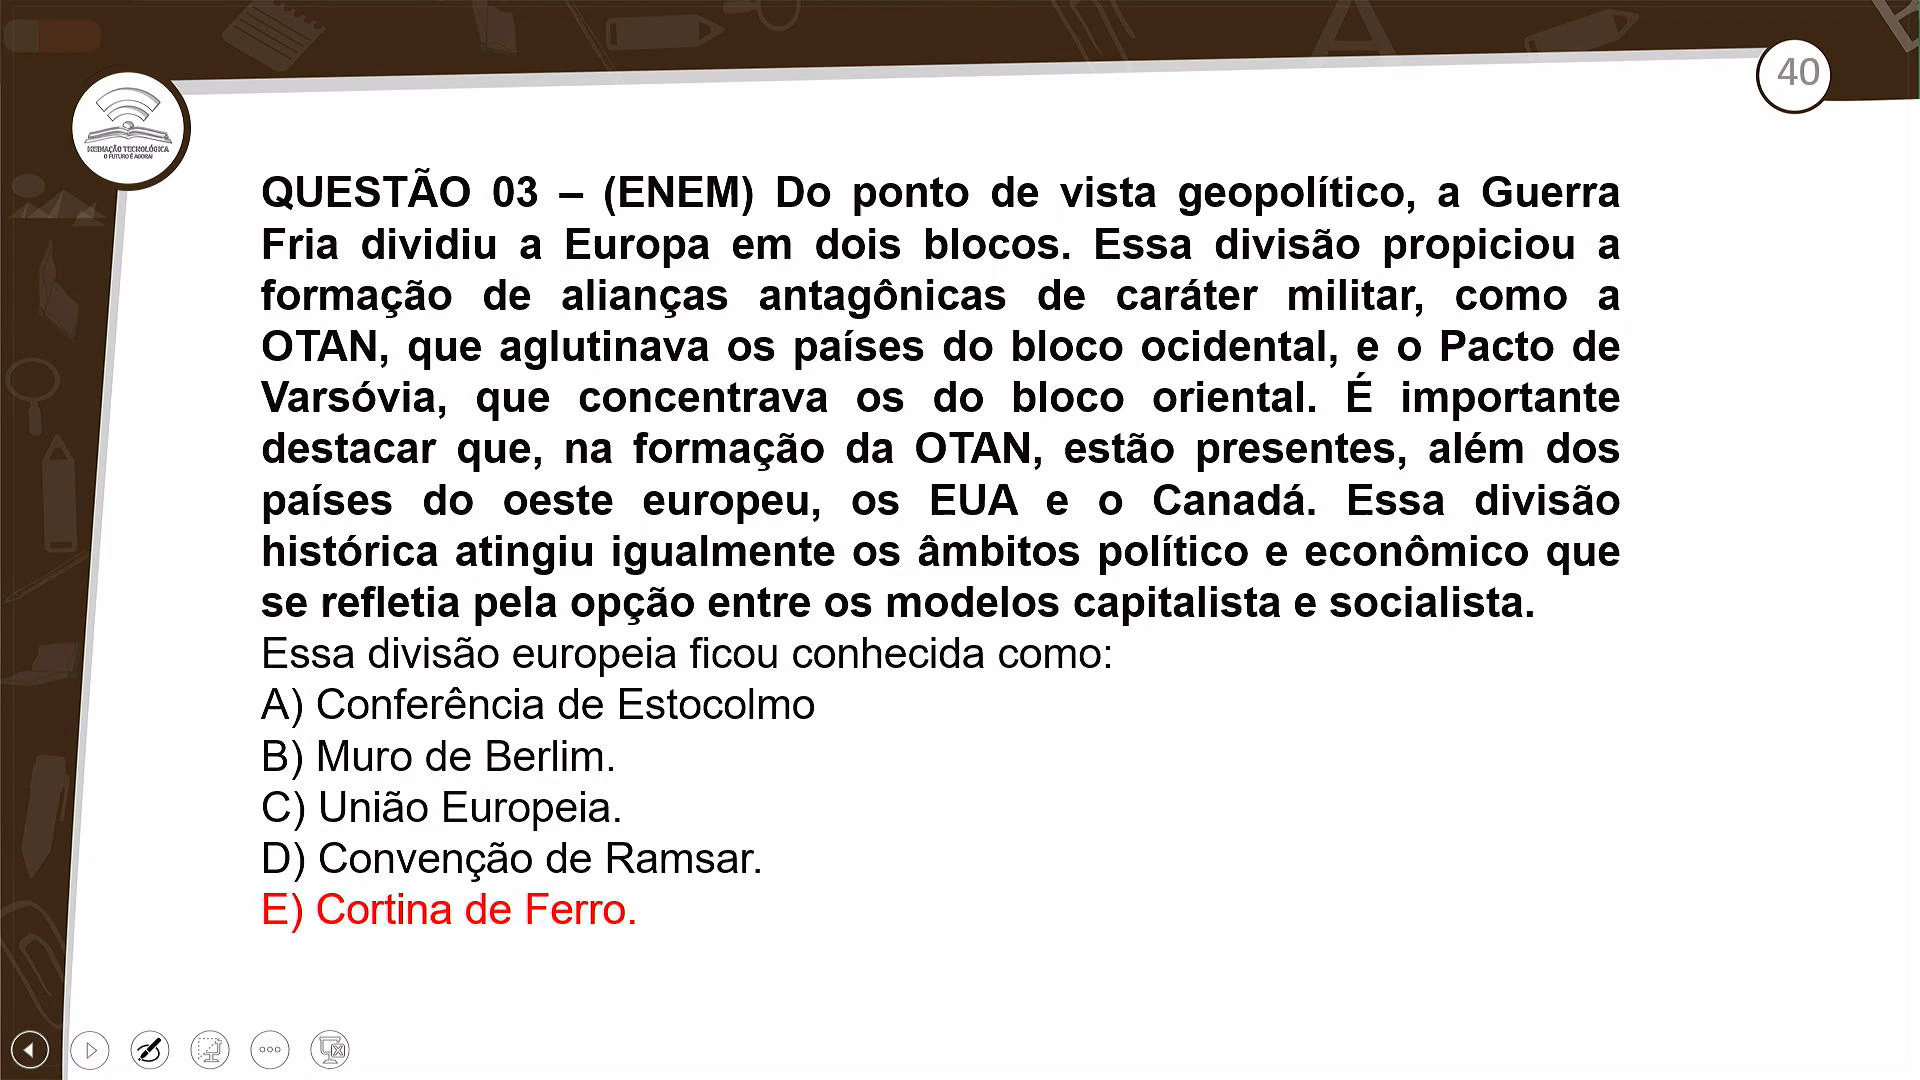 40
MEDIAÇÃO TECNOLÓGICA
O FUTURO É AGORA!
QUESTÃO 03 – (ENEM) Do ponto de vista geopolítico, a Guerra
Fria dividiu a Europa em dois blocos. Essa divisão propiciou a
formação de alianças antagônicas de caráter militar, como a
OTAN, que aglutinava os países do bloco ocidental, e o Pacto de
Varsóvia, que concentrava os do bloco oriental. É importante
destacar que, na formação da OTAN, estão presentes, além dos
países do oeste europeu, os EUA e o Canadá. Essa divisão
histórica atingiu igualmente os âmbitos político e econômico que
se refletia pela opção entre os modelos capitalista e socialista.
Essa divisão europeia ficou conhecida como:
A) Conferência de Estocolmo
B) Muro de Berlim.
C) União Europeia.
D) Convenção de Ramsar.
E) Cortina de Ferro.